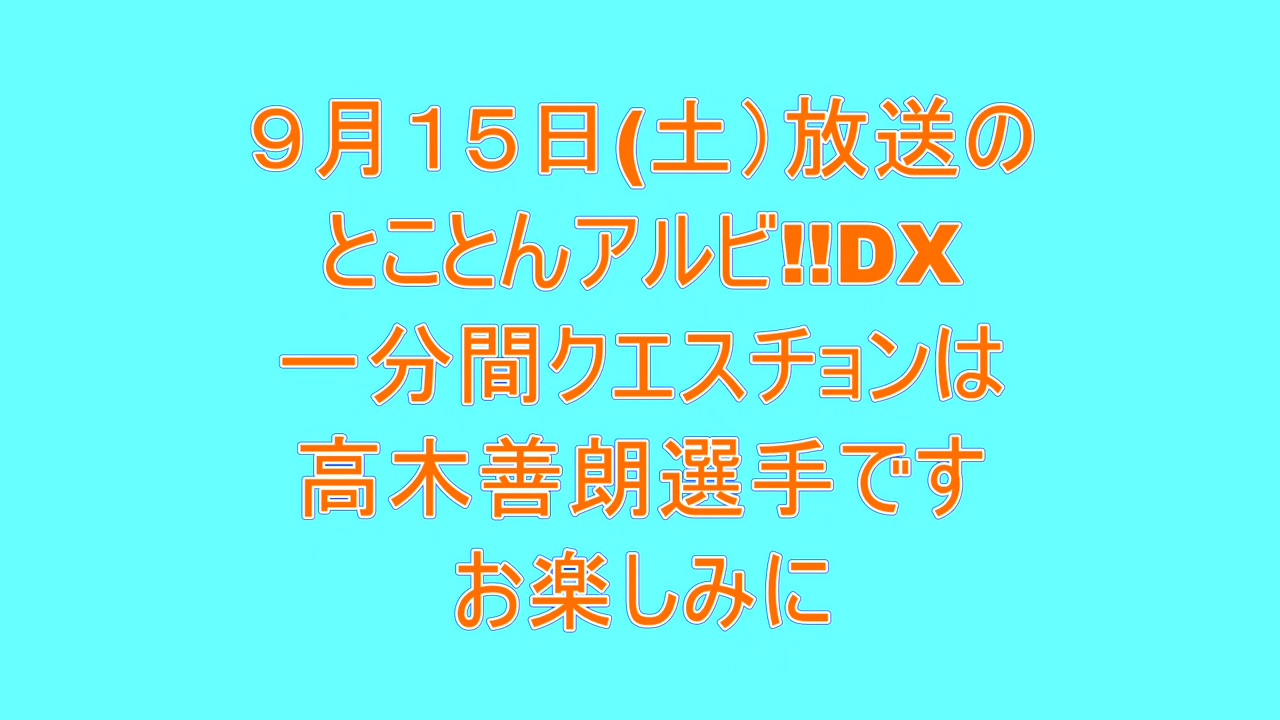 ９月１５日(土）放送の
とことんアルビ!!DX
一分間クエスチョンは
高木善朗選手です
お楽しみに